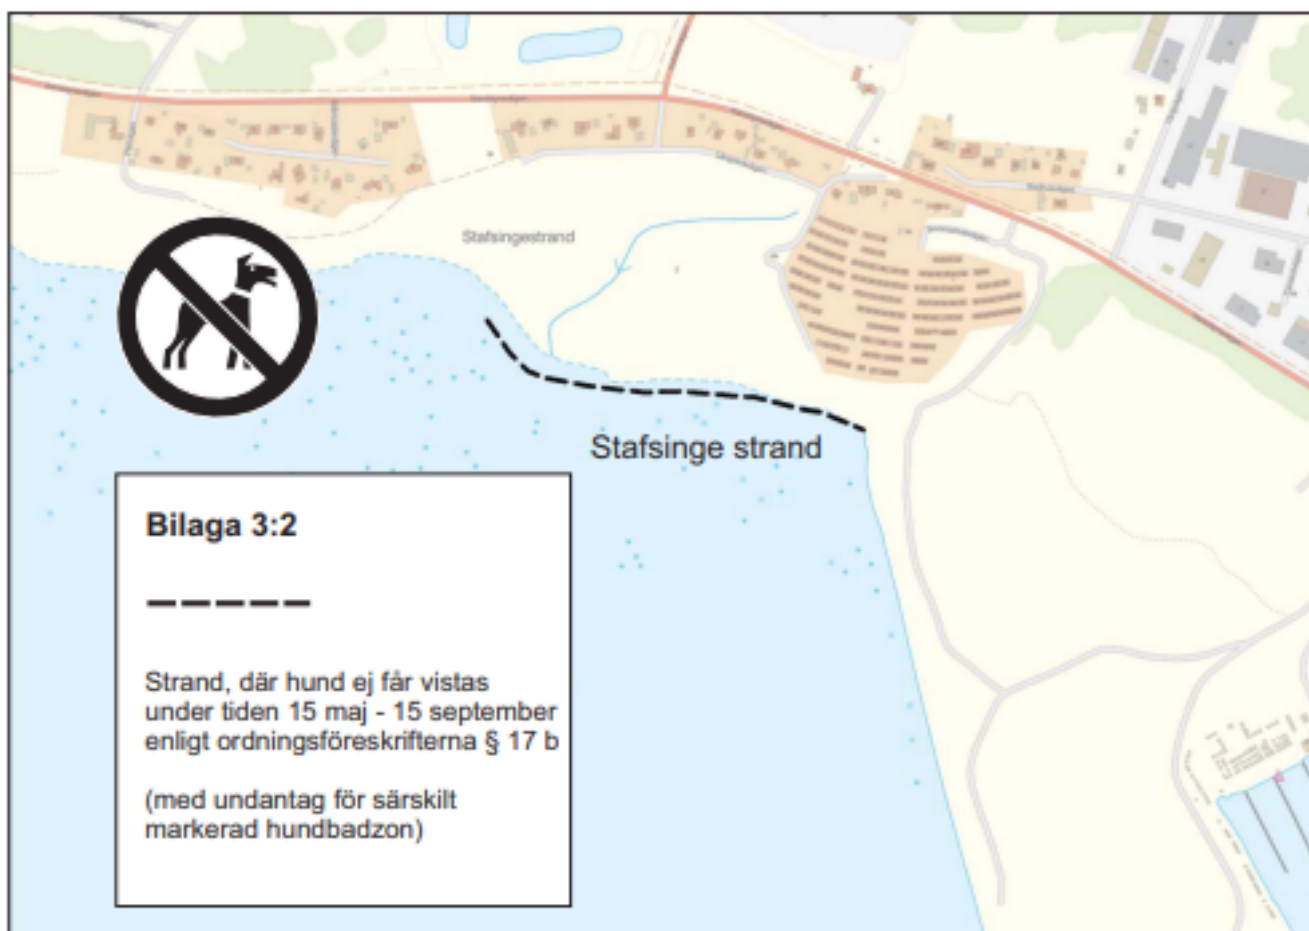 Stafsingestrand
Stafsinge strand
Bilaga 3:2
Strand, där hund ej får vistas
under tiden 15 maj - 15 september
enligt ordningsföreskrifterna § 17 b
(med undantag för särskilt
markerad hundbadzon)